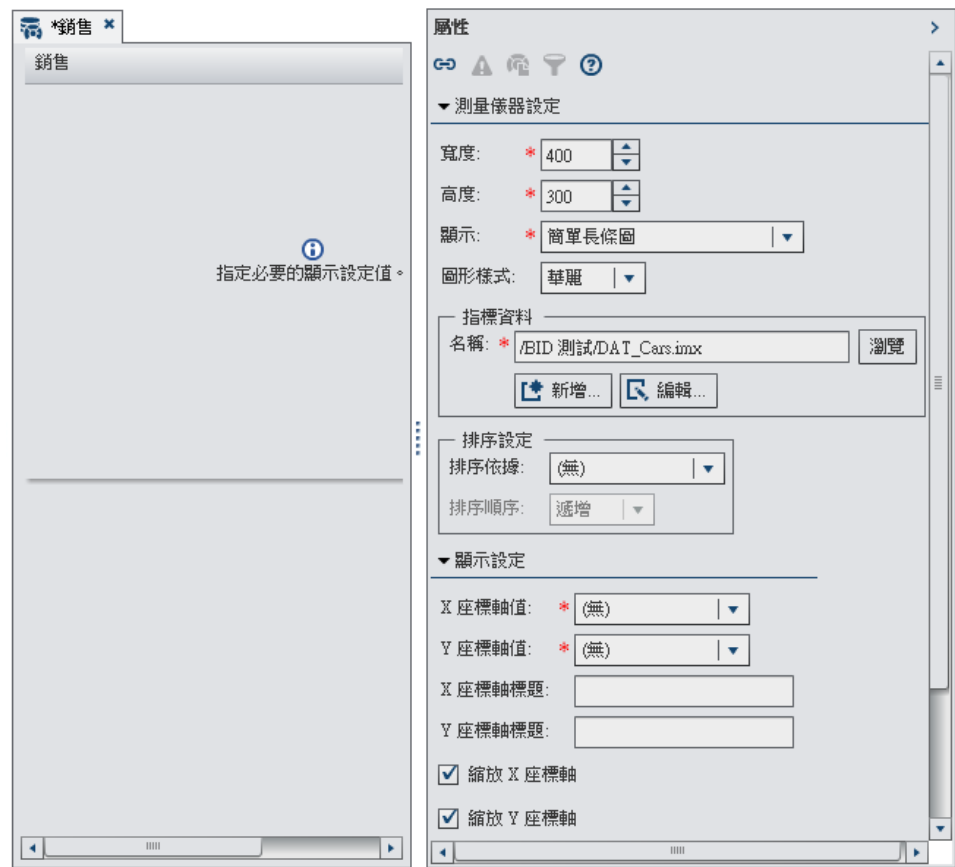 *銷售
銷售
指定必要的顯示設定值。
屬性
測量儀器設定
寬度: * 400
高度: * 300
顯示: * 簡單長條圖
圖形樣式: 華麗
指標資料
名稱: * /BID 測試/DAT_Cars.imx 瀏覽
新增... 編輯...
排序設定
排序依據: (無)
排序順序: 遞增
顯示設定
X 座標軸值: * (無)
Y 座標軸值: * (無)
X 座標軸標題:
Y 座標軸標題:
縮放 X 座標軸
縮放 Y 座標軸